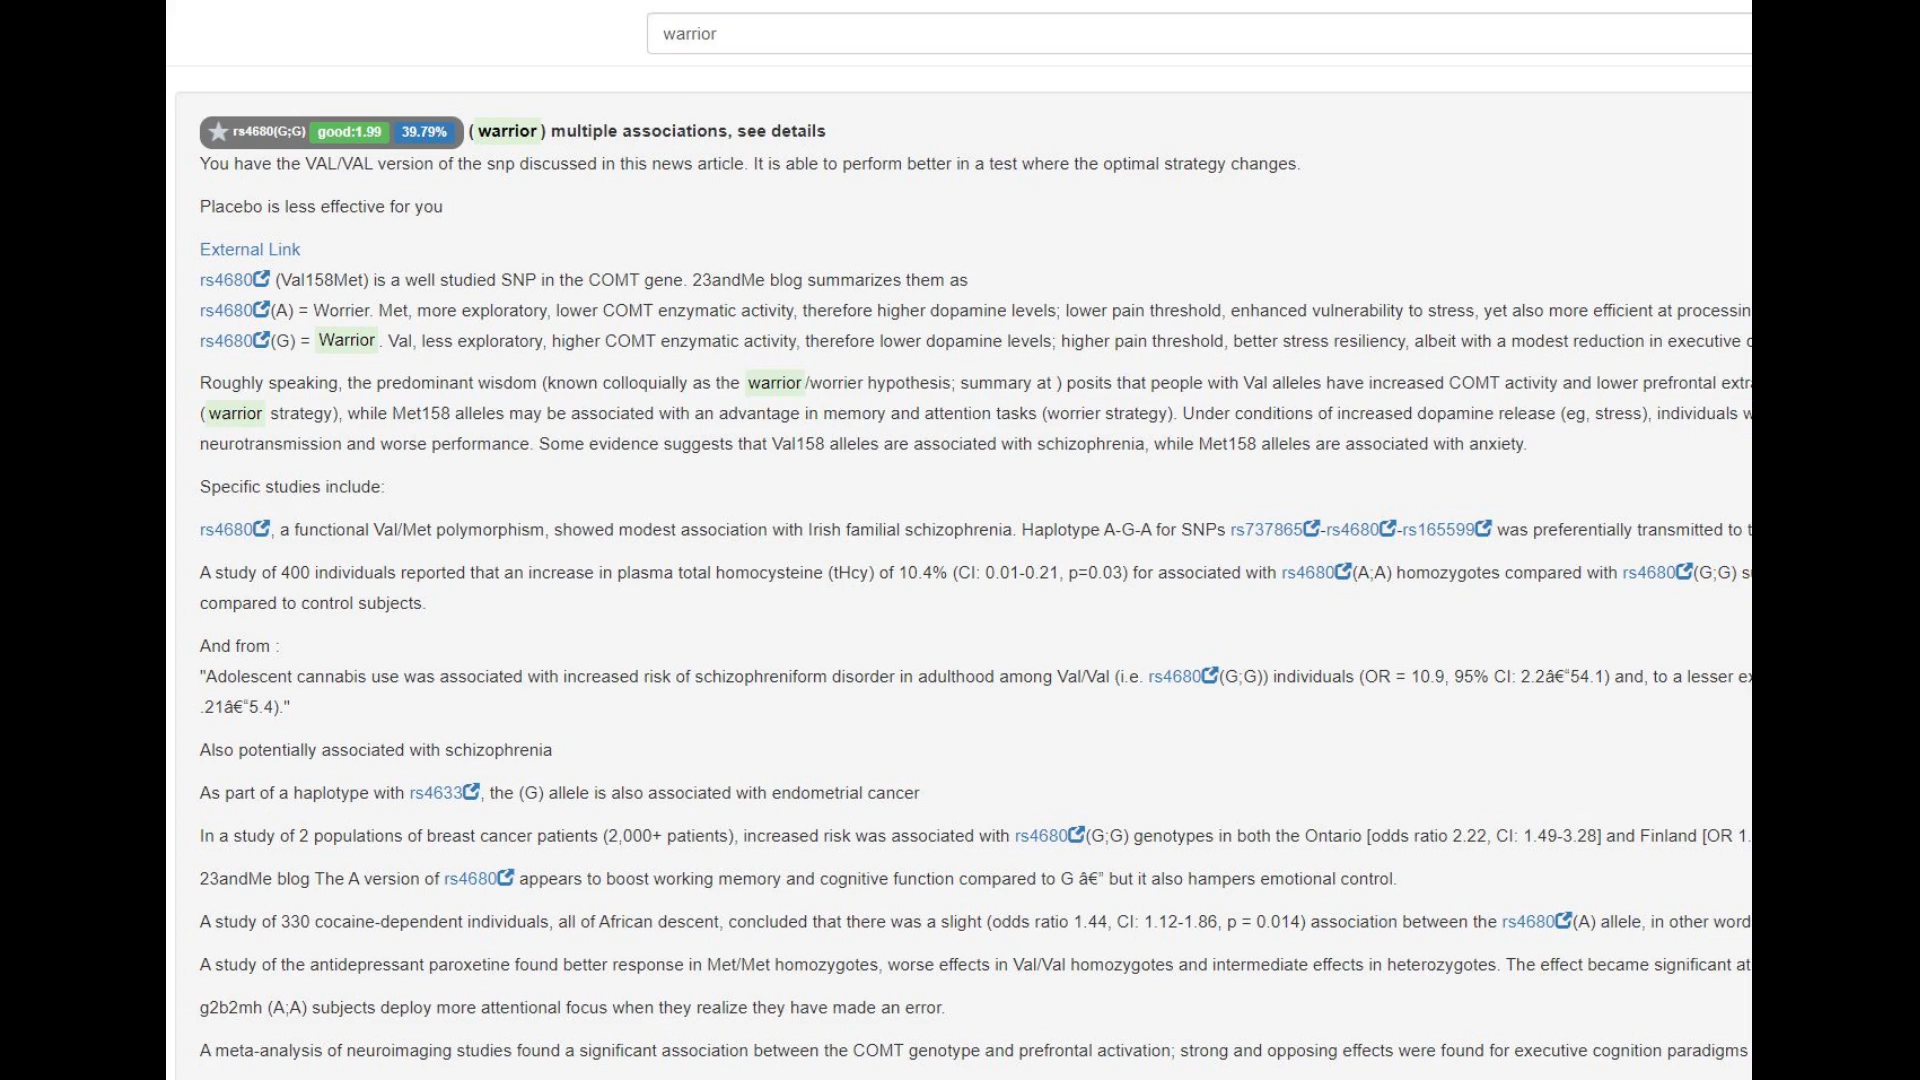 warrior
rs4680(G;G) good:1.99 39.79% ( warrior ) multiple associations, see details
You have the VAL/VAL version of the snp discussed in this news article. It is able to perform better in a test where the optimal strategy changes.
Placebo is less effective for you
External Link
rs4680 (Val158Met) is a well studied SNP in the COMT gene. 23andMe blog summarizes them as
rs4680(A) = Worrier. Met, more exploratory, lower COMT enzymatic activity, therefore higher dopamine levels; lower pain threshold, enhanced vulnerability to stress, yet also more efficient at processin
rs4680(G) = Warrior . Val, less exploratory, higher COMT enzymatic activity, therefore lower dopamine levels; higher pain threshold, better stress resiliency, albeit with a modest reduction in executive c
Roughly speaking, the predominant wisdom (known colloquially as the warrior/worrier hypothesis; summary at ) posits that people with Val alleles have increased COMT activity and lower prefrontal extra
(warrior strategy), while Met158 alleles may be associated with an advantage in memory and attention tasks (worrier strategy). Under conditions of increased dopamine release (eg, stress), individuals w
neurotransmission and worse performance. Some evidence suggests that Val158 alleles are associated with schizophrenia, while Met158 alleles are associated with anxiety.
Specific studies include:
rs4680, a functional Val/Met polymorphism, showed modest association with Irish familial schizophrenia. Haplotype A-G-A for SNPs rs737865-rs4680-rs165599 was preferentially transmitted to t
A study of 400 individuals reported that an increase in plasma total homocysteine (tHcy) of 10.4% (CI: 0.01-0.21, p=0.03) for associated with rs4680(A;A) homozygotes compared with rs4680(G;G) s
compared to control subjects.
And from :
"Adolescent cannabis use was associated with increased risk of schizophreniform disorder in adulthood among Val/Val (i.e. rs4680(G;G)) individuals (OR = 10.9, 95% CI: 2.2â€“54.1) and, to a lesser ex
.21â€“5.4)."
Also potentially associated with schizophrenia
As part of a haplotype with rs4633, the (G) allele is also associated with endometrial cancer
In a study of 2 populations of breast cancer patients (2,000+ patients), increased risk was associated with rs4680(G;G) genotypes in both the Ontario [odds ratio 2.22, CI: 1.49-3.28] and Finland [OR 1.
23andMe blog The A version of rs4680 appears to boost working memory and cognitive function compared to G â€” but it also hampers emotional control.
A study of 330 cocaine-dependent individuals, all of African descent, concluded that there was a slight (odds ratio 1.44, CI: 1.12-1.86, p = 0.014) association between the rs4680(A) allele, in other word
A study of the antidepressant paroxetine found better response in Met/Met homozygotes, worse effects in Val/Val homozygotes and intermediate effects in heterozygotes. The effect became significant at
g2b2mh (A;A) subjects deploy more attentional focus when they realize they have made an error.
A meta-analysis of neuroimaging studies found a significant association between the COMT genotype and prefrontal activation; strong and opposing effects were found for executive cognition paradigms